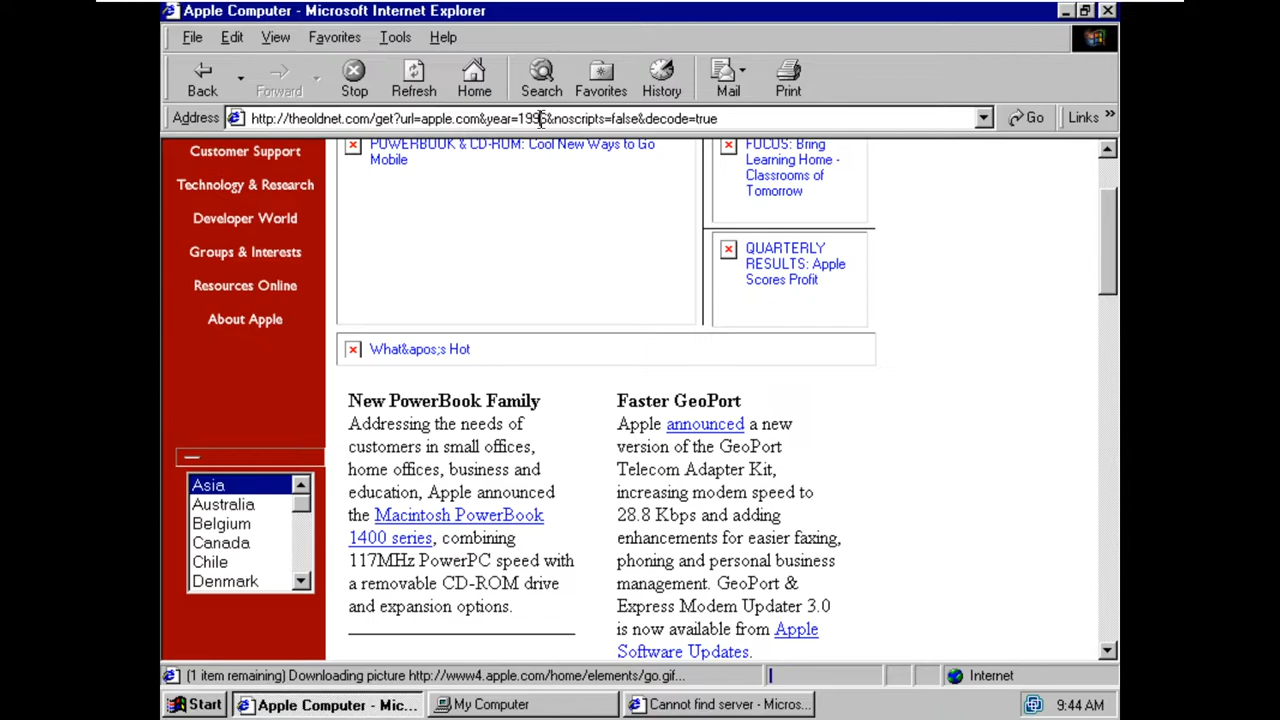 Apple Computer - Microsoft Internet Explorer
File Edit View Favorites Tools Help
Back Forward Stop Refresh Home Search Favorites History Mail Print
Address http://theoldnet.com/get?url=apple.com&year=1996&noscripts=false&decode=true Go Links »
Customer Support
Technology & Research
Developer World
Groups & Interests
Resources Online
About Apple
Asia
Australia
Belgium
Canada
Chile
Denmark
POWERBOOK & CD-ROM: Cool New Ways to Go
Mobile
FOCUS: Bring
Learning Home -
Classrooms of
Tomorrow
QUARTERLY
RESULTS: Apple
Scores Profit
What&apos;s Hot
New PowerBook Family
Addressing the needs of
customers in small offices,
home offices, business and
education, Apple announced
the Macintosh PowerBook
1400 series, combining
117MHz PowerPC speed with
a removable CD-ROM drive
and expansion options.
Faster GeoPort
Apple announced a new
version of the GeoPort
Telecom Adapter Kit,
increasing modem speed to
28.8 Kbps and adding
enhancements for easier faxing,
phoning and personal business
management. GeoPort &
Express Modem Updater 3.0
is now available from Apple
Software Updates.
(1 item remaining) Downloading picture http://www4.apple.com/home/elements/go.gif... Internet
Start Apple Computer - Mic... My Computer Cannot find server - Micros... 9:44 AM